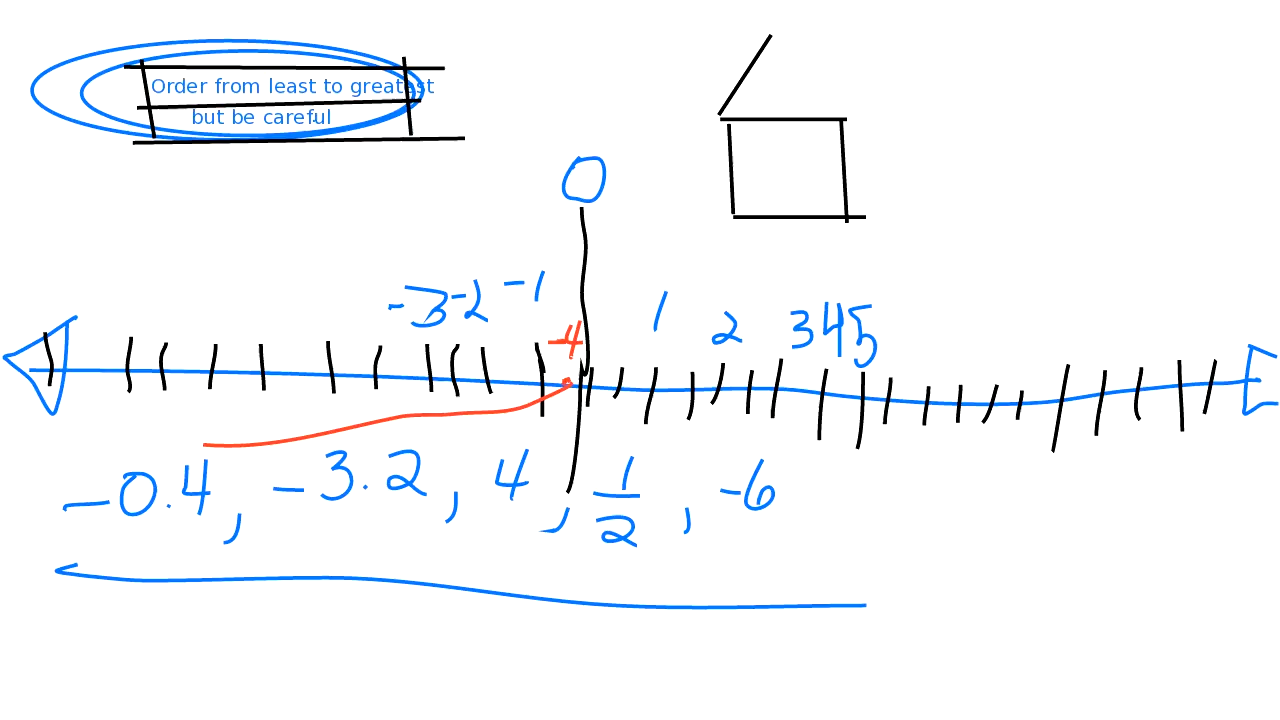 Order from least to greatest
but be careful
0
-3 -2 -1 1 2 3 4 5
-4
-0.4, -3.2, 4, 1/2, -6